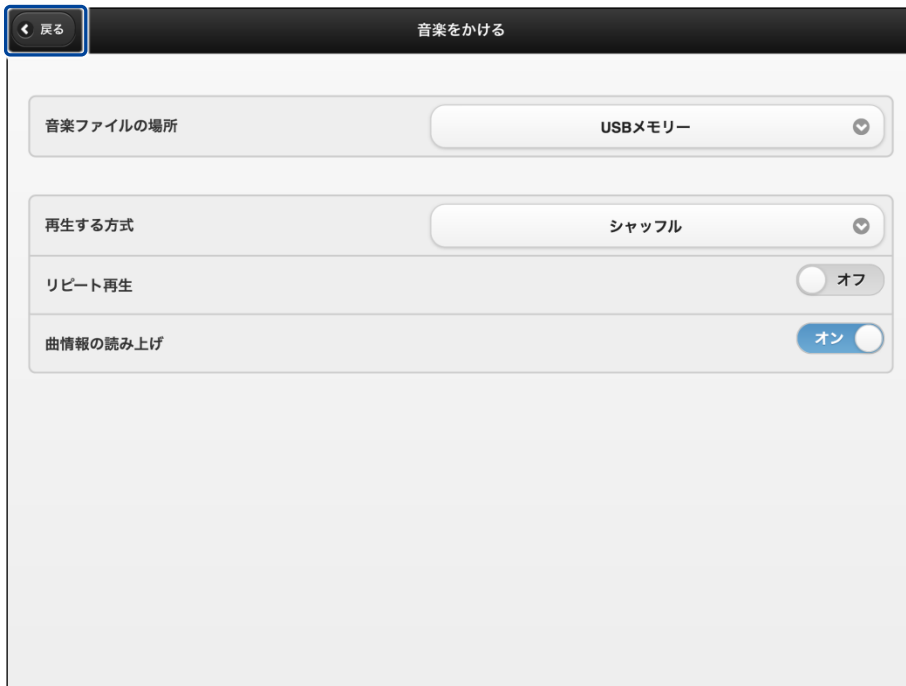 戻る
音楽をかける
音楽ファイルの場所
USBメモリー
再生する方式
シャッフル
リピート再生
オフ
曲情報の読み上げ
オン